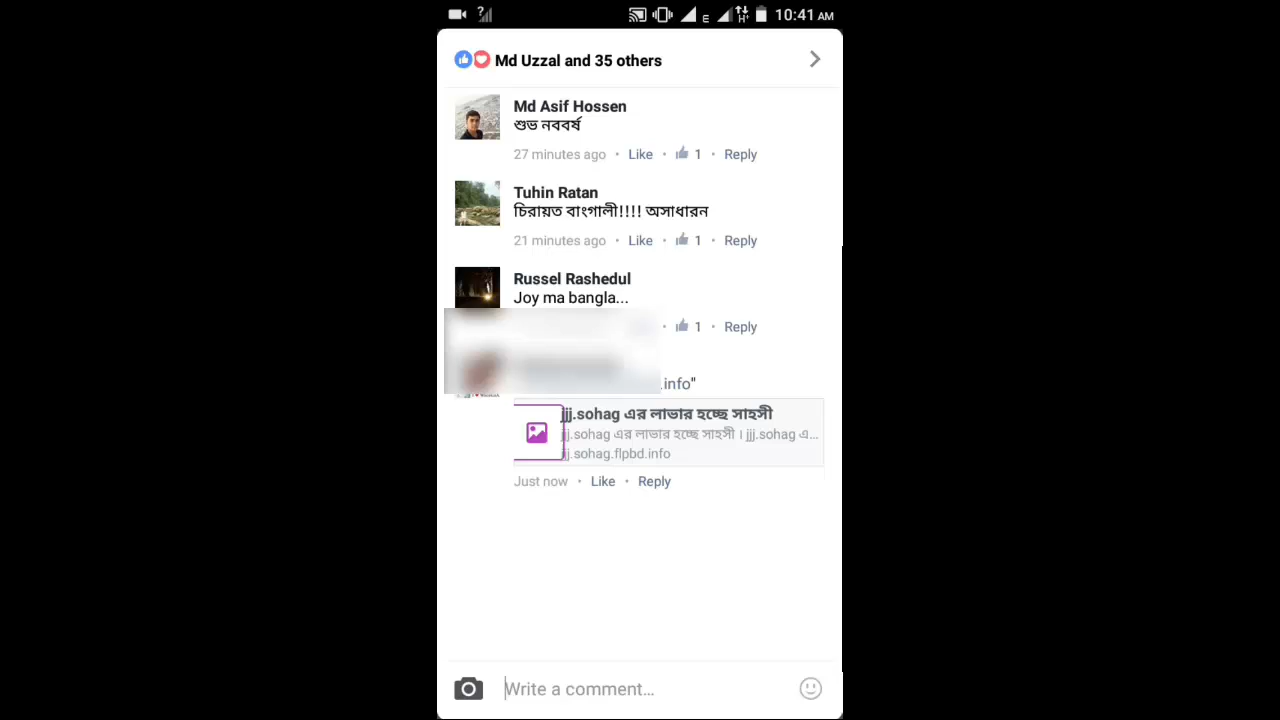 10:41 AM
Md Uzzal and 35 others
Md Asif Hossen
শুভ নববর্ষ
27 minutes ago • Like • 1 • Reply
Tuhin Ratan
চিরায়ত বাংগালী!!!! অসাধারন
21 minutes ago • Like • 1 • Reply
Russel Rashedul
Joy ma bangla...
• 1 • Reply
.info"
jjj.sohag এর লাভার হচ্ছে সাহসী
jjj.sohag এর লাভার হচ্ছে সাহসী। jjj.sohag এ...
jjj.sohag.flpbd.info
Just now • Like • Reply
Write a comment...